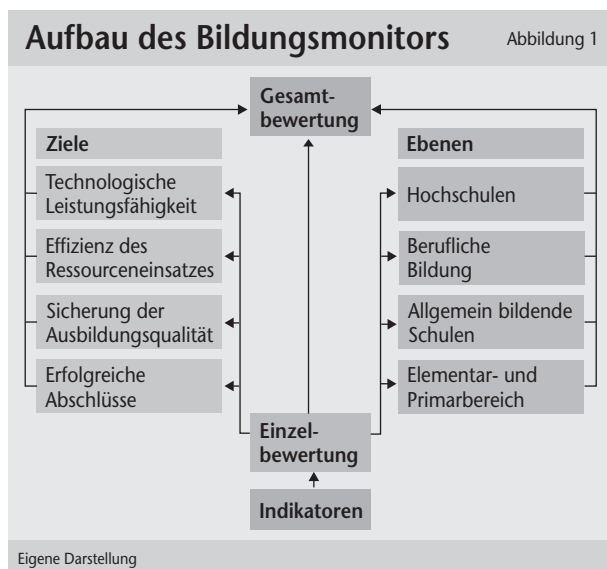 Aufbau des Bildungsmonitors
Abbildung 1
Gesamt-
bewertung
Ziele
Technologische
Leistungsfähigkeit
Effizienz des
Ressourceneinsatzes
Sicherung der
Ausbildungsqualität
Erfolgreiche
Abschlüsse
Ebenen
Hochschulen
Berufliche
Bildung
Allgemein bildende
Schulen
Elementar- und
Primarbereich
Einzel-
bewertung
Indikatoren
Eigene Darstellung